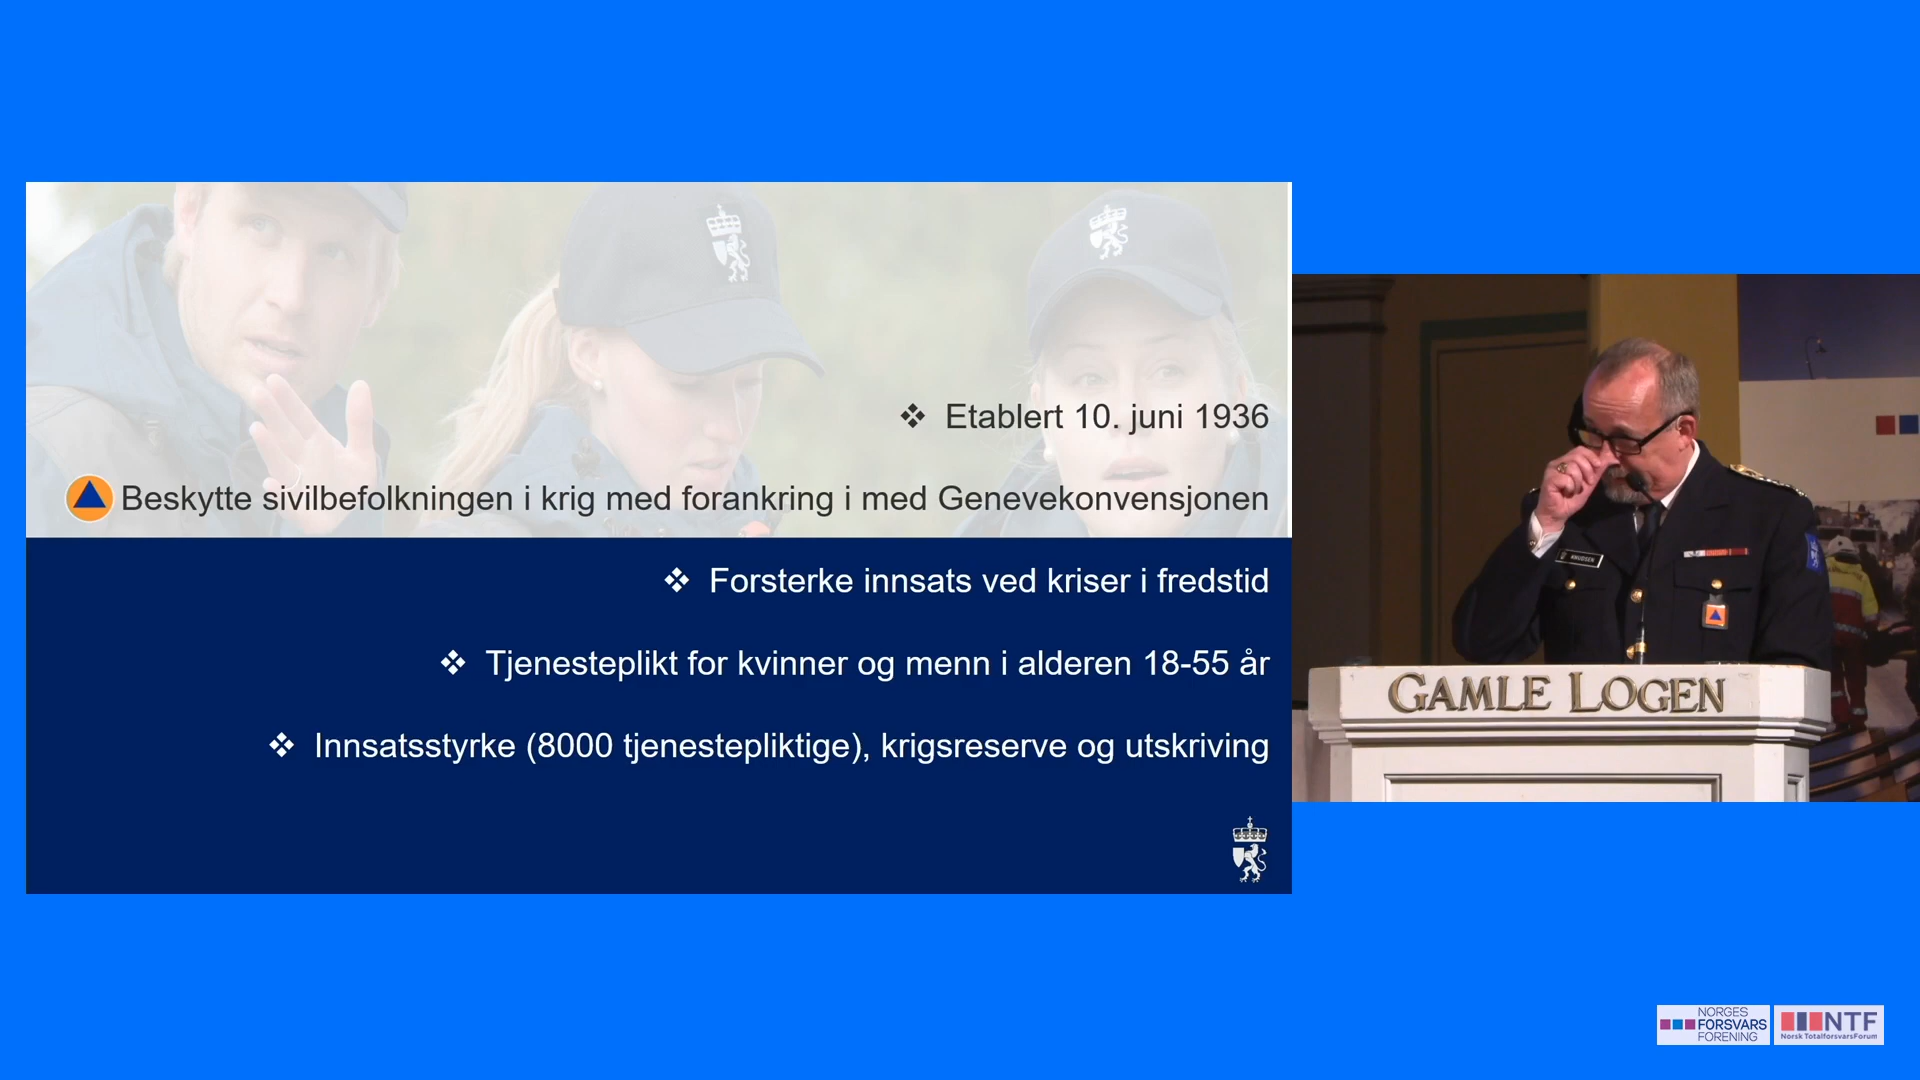 Etablert 10. juni 1936
Beskytte sivilbefolkningen i krig med forankring i med Genevekonvensjonen
Forsterke innsats ved kriser i fredstid
Tjenesteplikt for kvinner og menn i alderen 18-55 år
Innsatsstyrke (8000 tjenestepliktige), krigsreserve og utskriving
KNUDSEN
GAMLE LOGEN
NORGES
FORSVARS
FORENING
NTF
Norsk TotalforsvarsForum